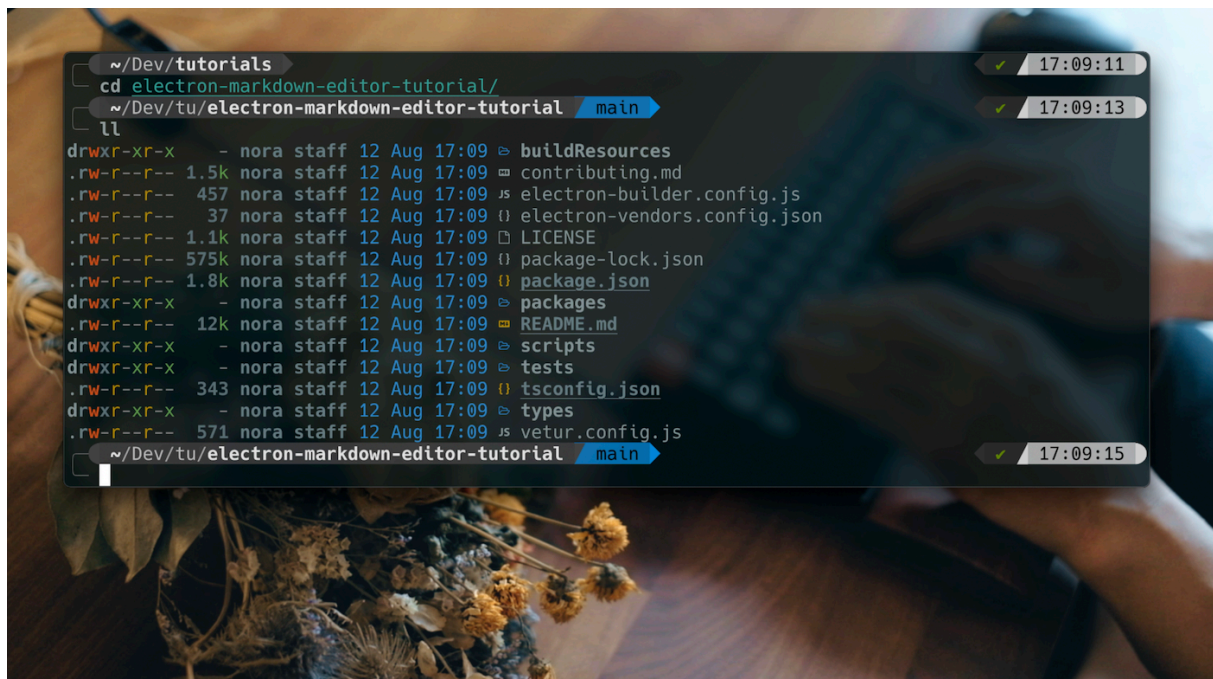 ~/Dev/tutorials ✔ 17:09:11
cd electron-markdown-editor-tutorial/
~/Dev/tu/electron-markdown-editor-tutorial main ✔ 17:09:13
ll
drwxr-xr-x - nora staff 12 Aug 17:09 buildResources
.rw-r--r-- 1.5k nora staff 12 Aug 17:09 contributing.md
.rw-r--r-- 457 nora staff 12 Aug 17:09 JS electron-builder.config.js
.rw-r--r-- 37 nora staff 12 Aug 17:09 {} electron-vendors.config.json
.rw-r--r-- 1.1k nora staff 12 Aug 17:09 LICENSE
.rw-r--r-- 575k nora staff 12 Aug 17:09 {} package-lock.json
.rw-r--r-- 1.8k nora staff 12 Aug 17:09 {} package.json
drwxr-xr-x - nora staff 12 Aug 17:09 packages
.rw-r--r-- 12k nora staff 12 Aug 17:09 README.md
drwxr-xr-x - nora staff 12 Aug 17:09 scripts
drwxr-xr-x - nora staff 12 Aug 17:09 tests
.rw-r--r-- 343 nora staff 12 Aug 17:09 {} tsconfig.json
drwxr-xr-x - nora staff 12 Aug 17:09 types
.rw-r--r-- 571 nora staff 12 Aug 17:09 JS vetur.config.js
~/Dev/tu/electron-markdown-editor-tutorial main ✔ 17:09:15